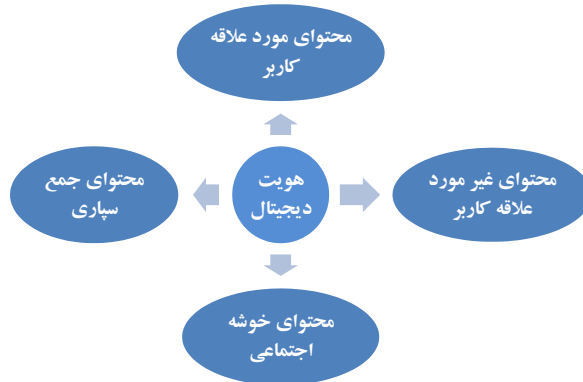 محتوای مورد علاقه
کاربر
محتوای غیر مورد
علاقه کاربر
هویت
دیجیتال
محتوای جمع
سپاری
محتوای خوشه
اجتماعی